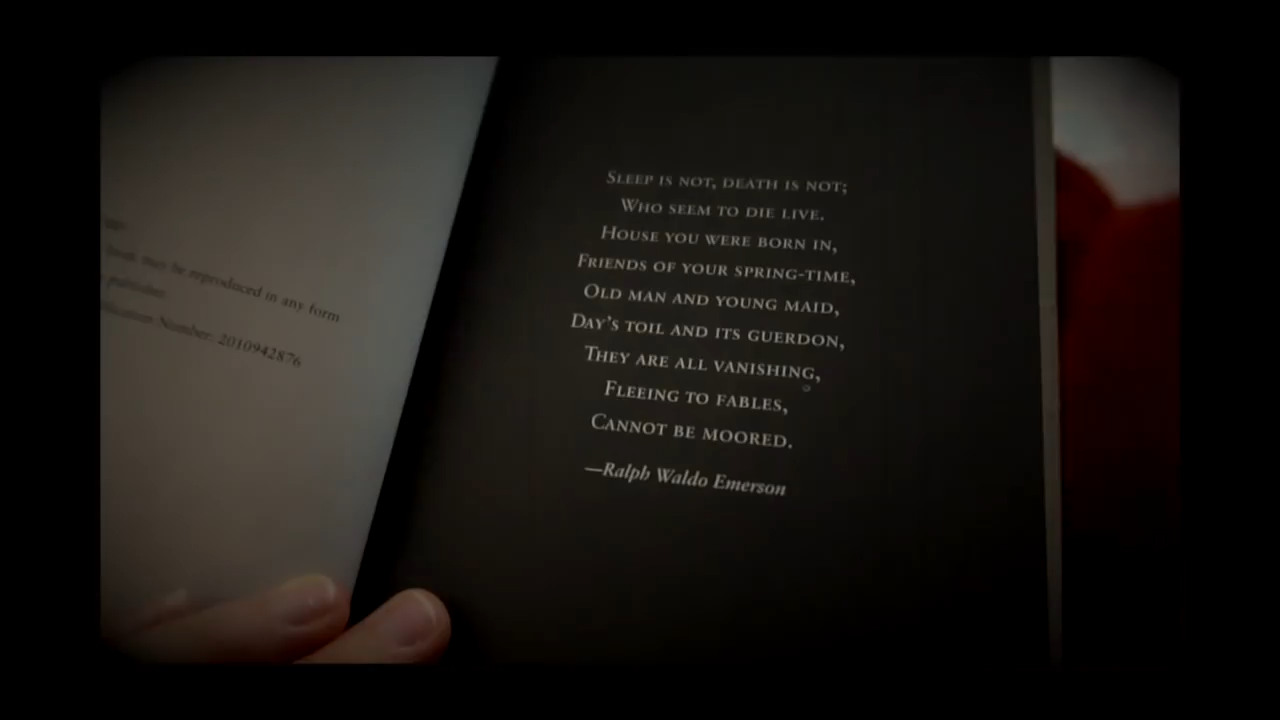 book may be reproduced in any form
publisher.
Number: 2010942876
SLEEP IS NOT, DEATH IS NOT;
WHO SEEM TO DIE LIVE.
HOUSE YOU WERE BORN IN,
FRIENDS OF YOUR SPRING-TIME,
OLD MAN AND YOUNG MAID,
DAY'S TOIL AND ITS GUERDON,
THEY ARE ALL VANISHING,
FLEEING TO FABLES,
CANNOT BE MOORED.
—Ralph Waldo Emerson